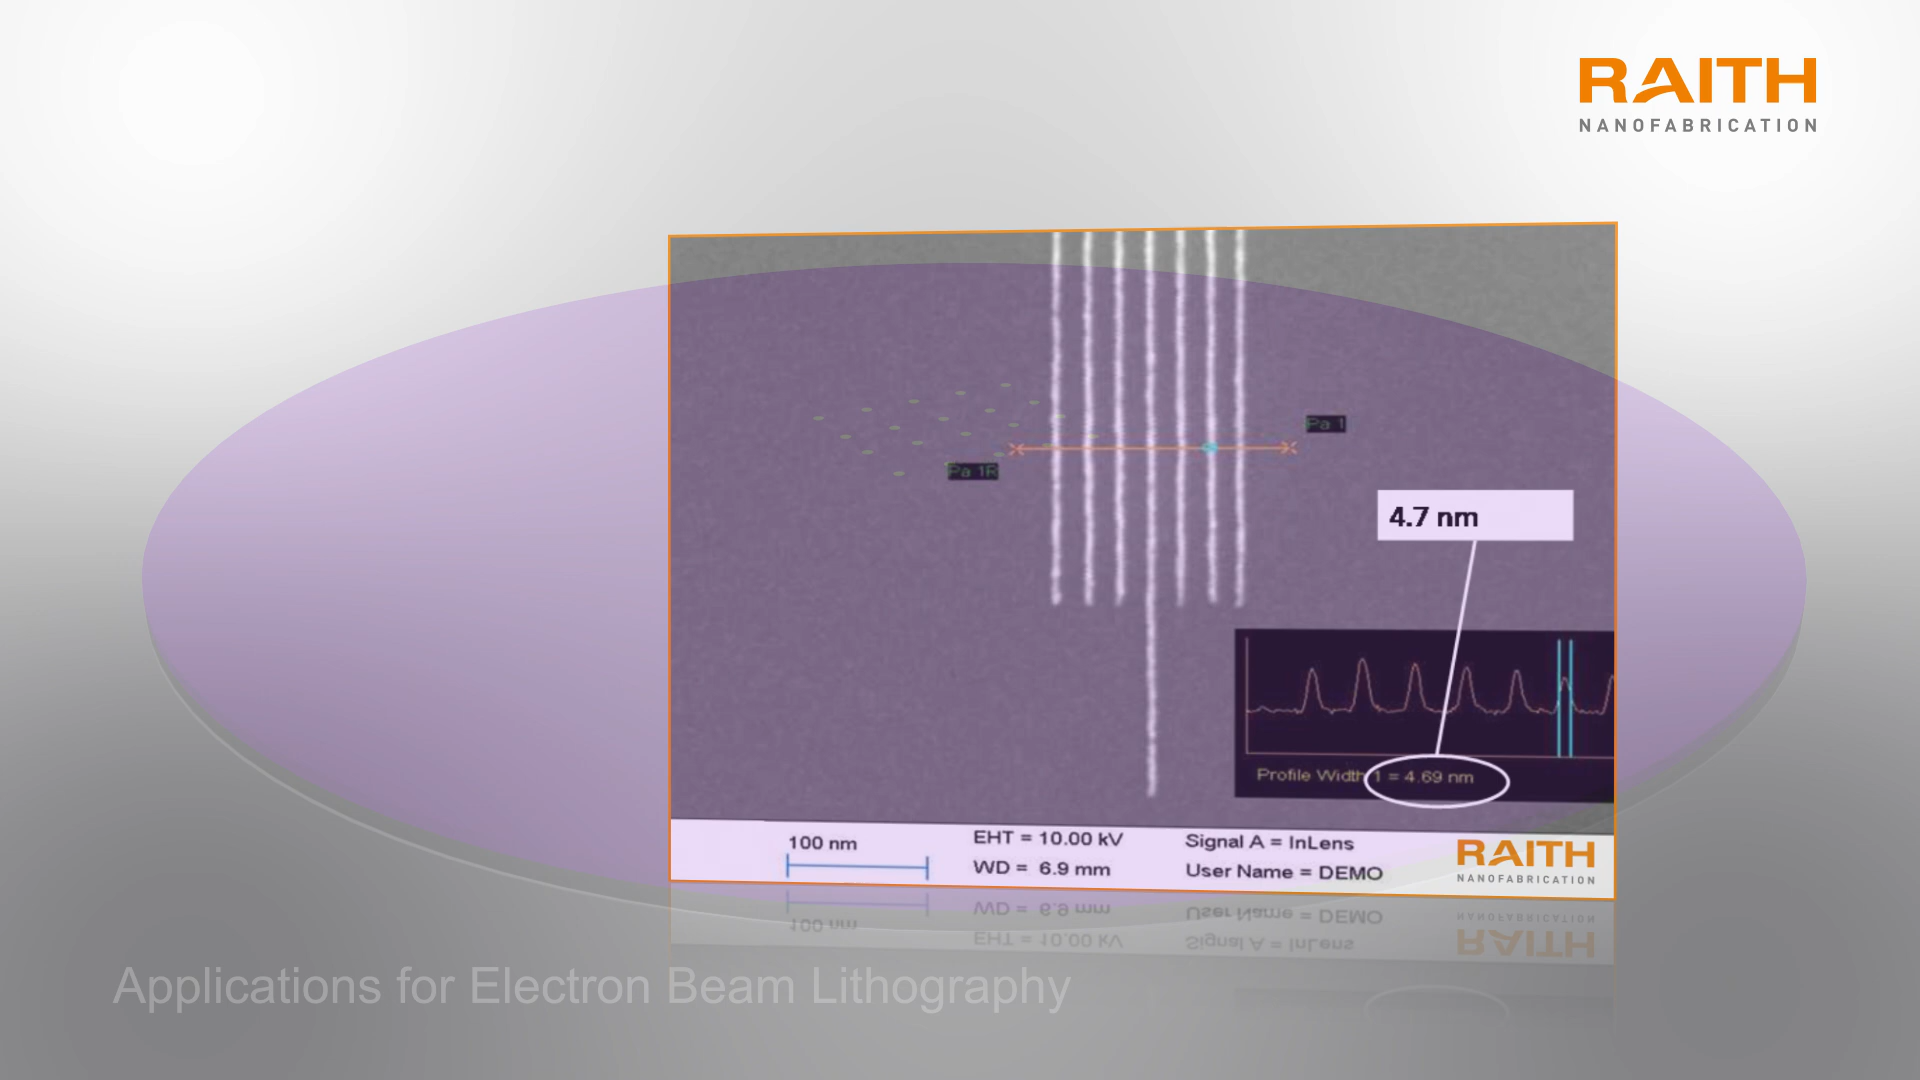 RAITH
NANOFABRICATION
Pa 1
Pa 1R
4.7 nm
Profile Width 1 = 4.69 nm
100 nm
EHT = 10.00 kV
Signal A = InLens
WD = 6.9 mm
User Name = DEMO
RAITH
NANOFABRICATION
Applications for Electron Beam Lithography